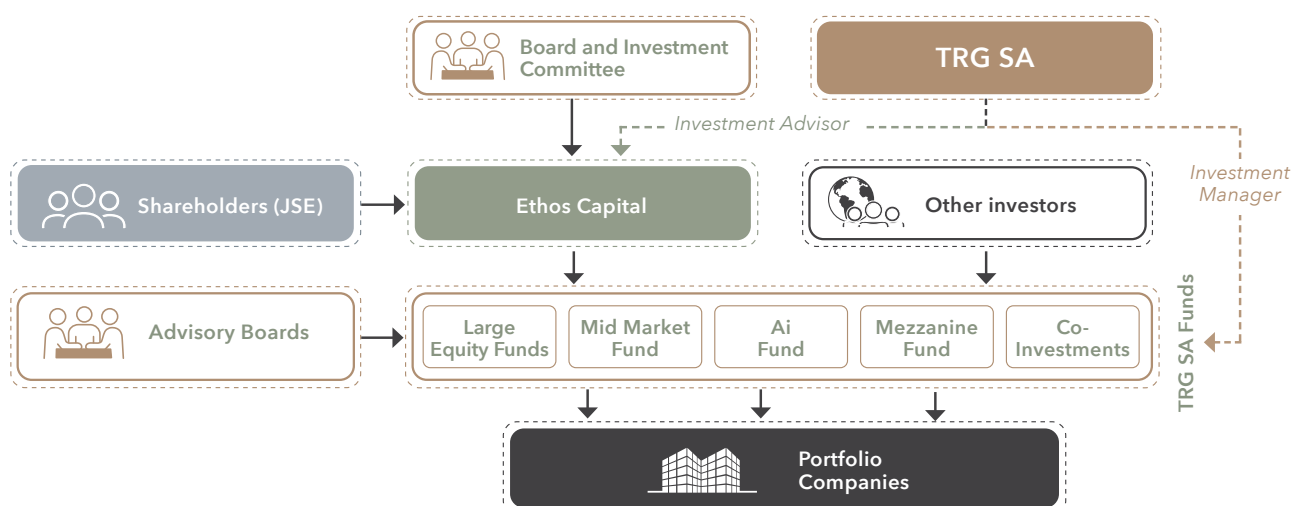 Board and Investment
Committee
TRG SA
Investment Advisor
Investment
Manager
Shareholders (JSE)
Ethos Capital
Other investors
Advisory Boards
Large
Equity Funds
Mid Market
Fund
Ai
Fund
Mezzanine
Fund
Co-
Investments
TRG SA Funds
Portfolio
Companies